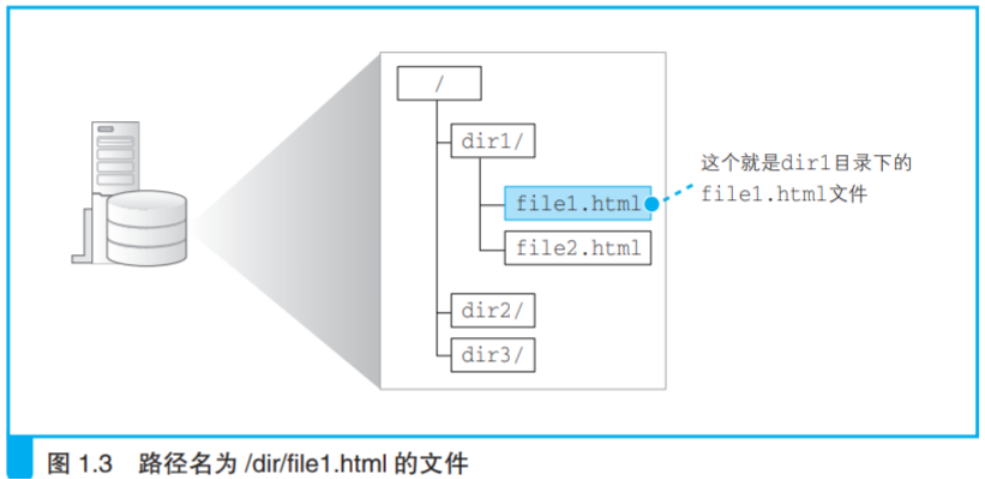 /
dir1/
file1.html
file2.html
dir2/
dir3/
这个就是dir1目录下的
file1.html文件
图 1.3 路径名为 /dir/file1.html 的文件